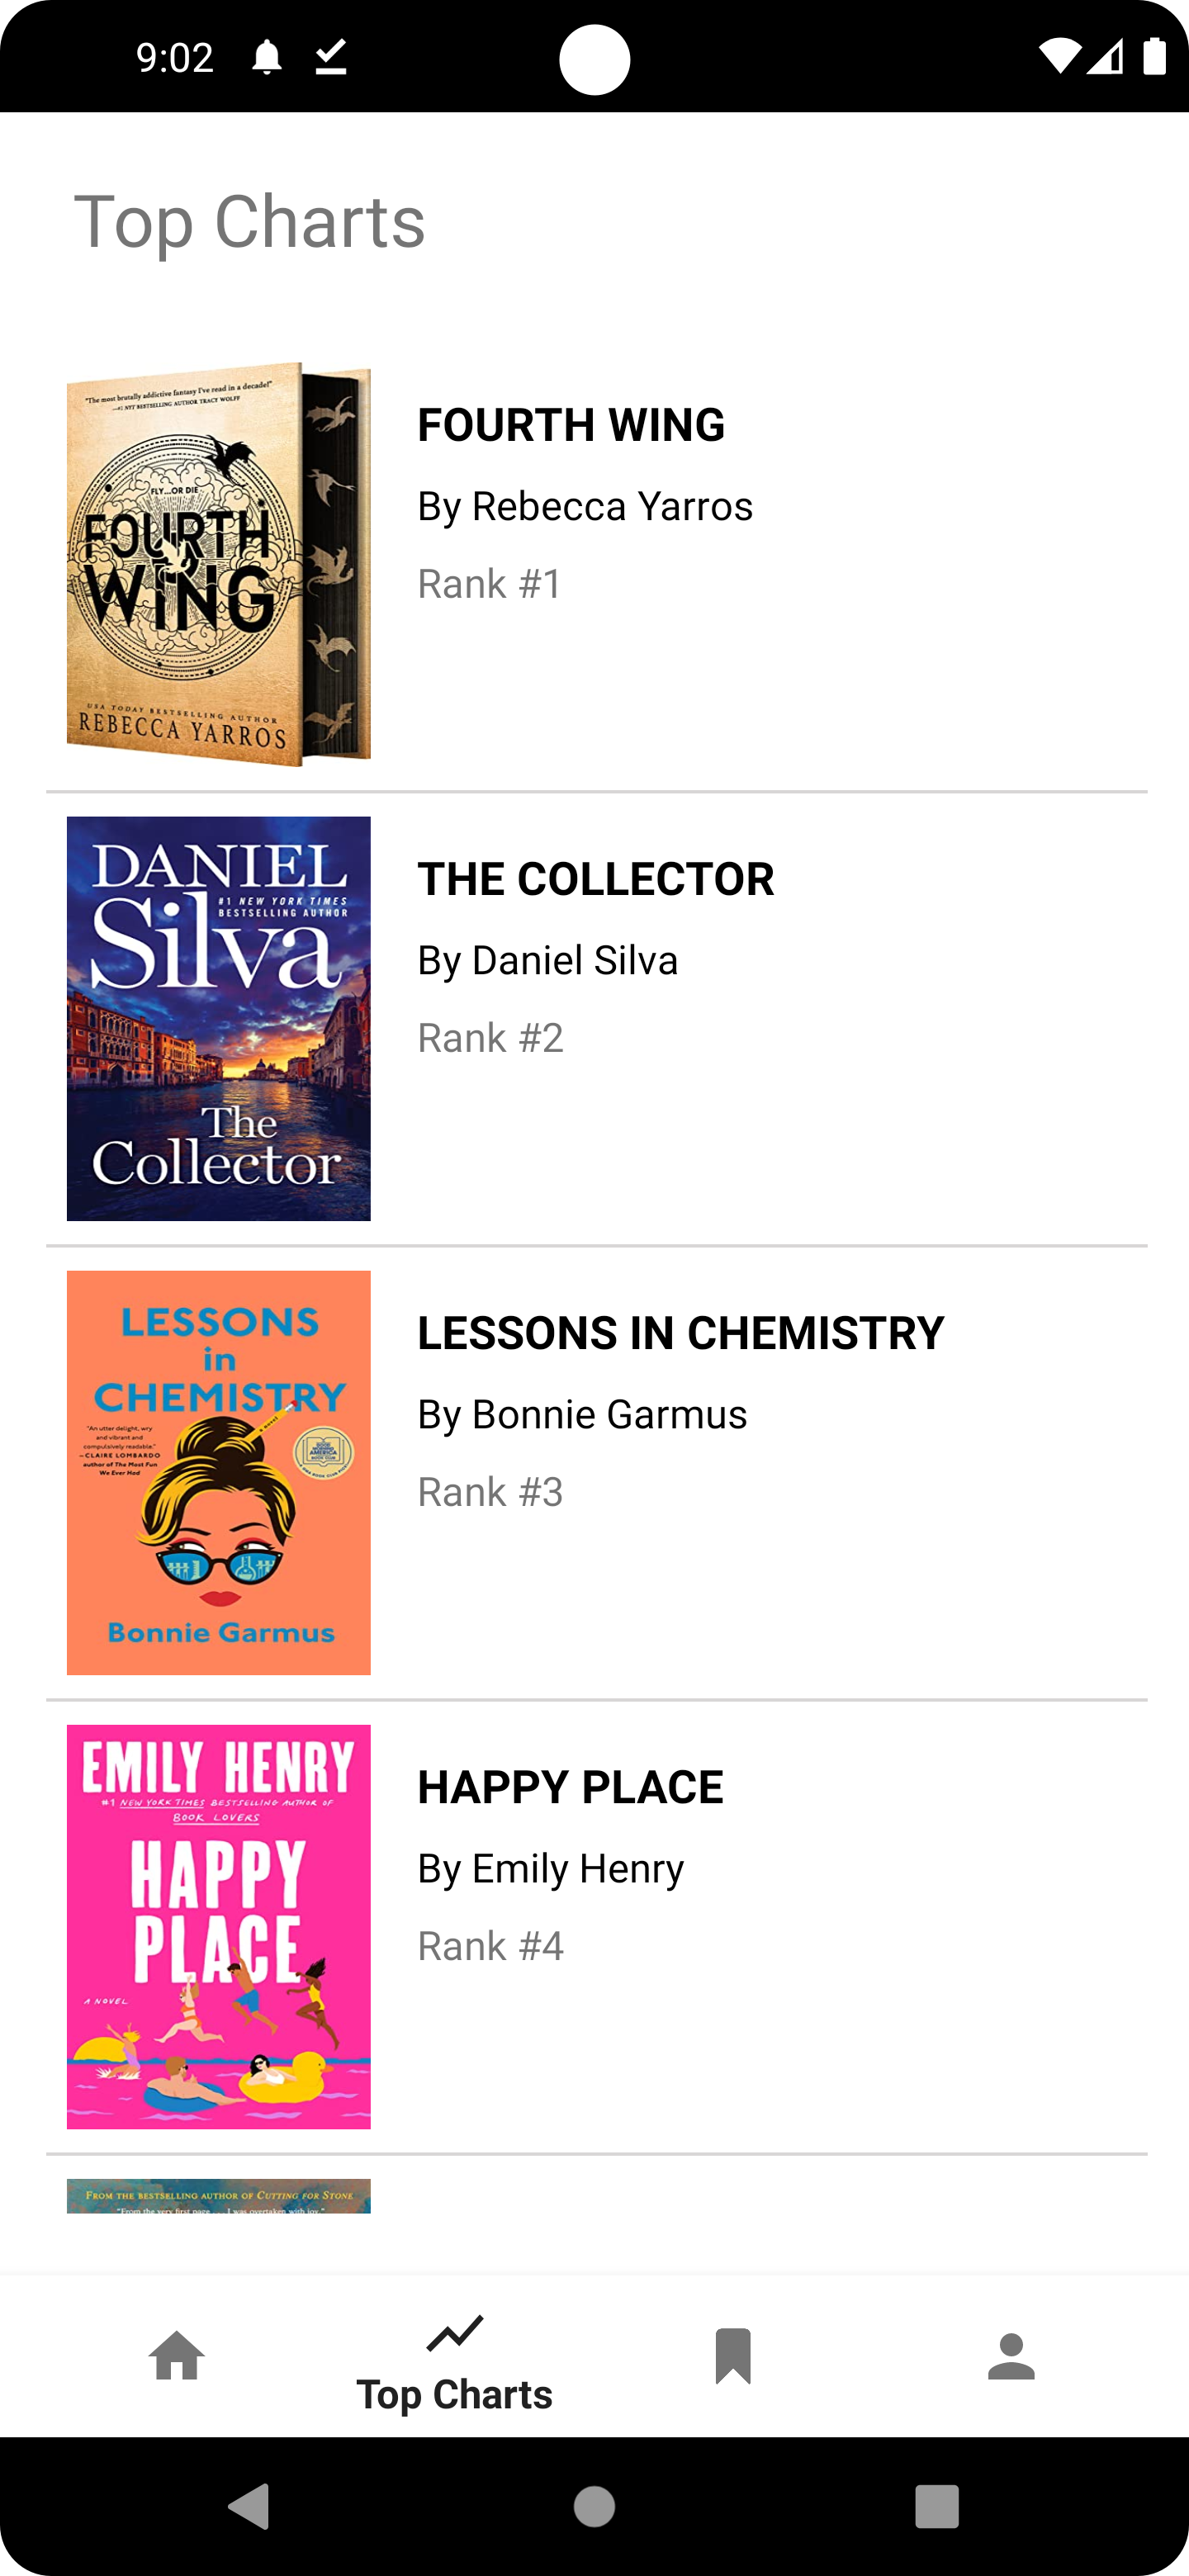 9:02
Top Charts
"The most brutally addictive fantasy I've read in a decade!"
—#1 NYT BESTSELLING AUTHOR TRACY WOLFF
FLY...OR DIE
FOURTH
WING
USA TODAY BESTSELLING AUTHOR
REBECCA YARROS
FOURTH WING
By Rebecca Yarros
Rank #1
DANIEL
#1 NEW YORK TIMES
BESTSELLING AUTHOR
Silva
The
Collector
THE COLLECTOR
By Daniel Silva
Rank #2
LESSONS
in
CHEMISTRY
a novel
"An utter delight, wry
and vibrant and
compulsively readable."
—CLAIRE LOMBARDO
author of The Most Fun
We Ever Had
GOOD
MORNING
AMERICA
BOOK CLUB
Bonnie Garmus
LESSONS IN CHEMISTRY
By Bonnie Garmus
Rank #3
EMILY HENRY
#1 NEW YORK TIMES BESTSELLING AUTHOR OF
BOOK LOVERS
HAPPY
PLACE
A NOVEL
HAPPY PLACE
By Emily Henry
Rank #4
FROM THE BESTSELLING AUTHOR OF CUTTING FOR STONE
"From the very first page . . . I was overtaken with joy."
Top Charts